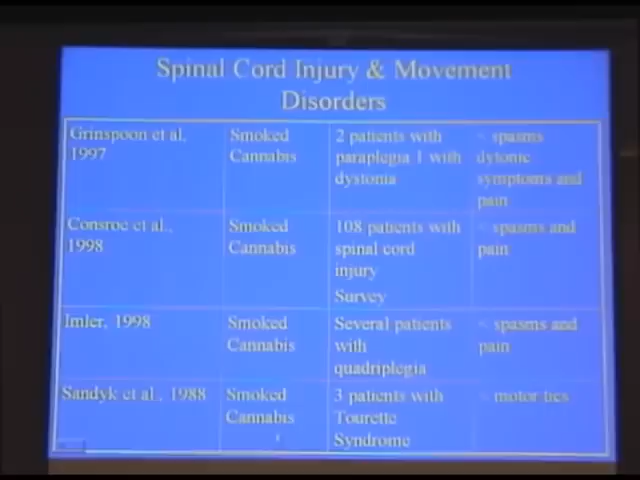 Spinal Cord Injury & Movement
Disorders
Grinspoon et al,
1997
Smoked
Cannabis
2 patients with
paraplegia 1 with
dystonia
< spasms
dytonic
symptoms and
pain
Consroe et al.,
1998
Smoked
Cannabis
108 patients with
spinal cord
injury
Survey
< spasms and
pain
Imler, 1998
Smoked
Cannabis
Several patients
with
quadriplegia
< spasms and
pain
Sandyk et al., 1988
Smoked
Cannabis
3 patients with
Tourette
Syndrome
< motor tics